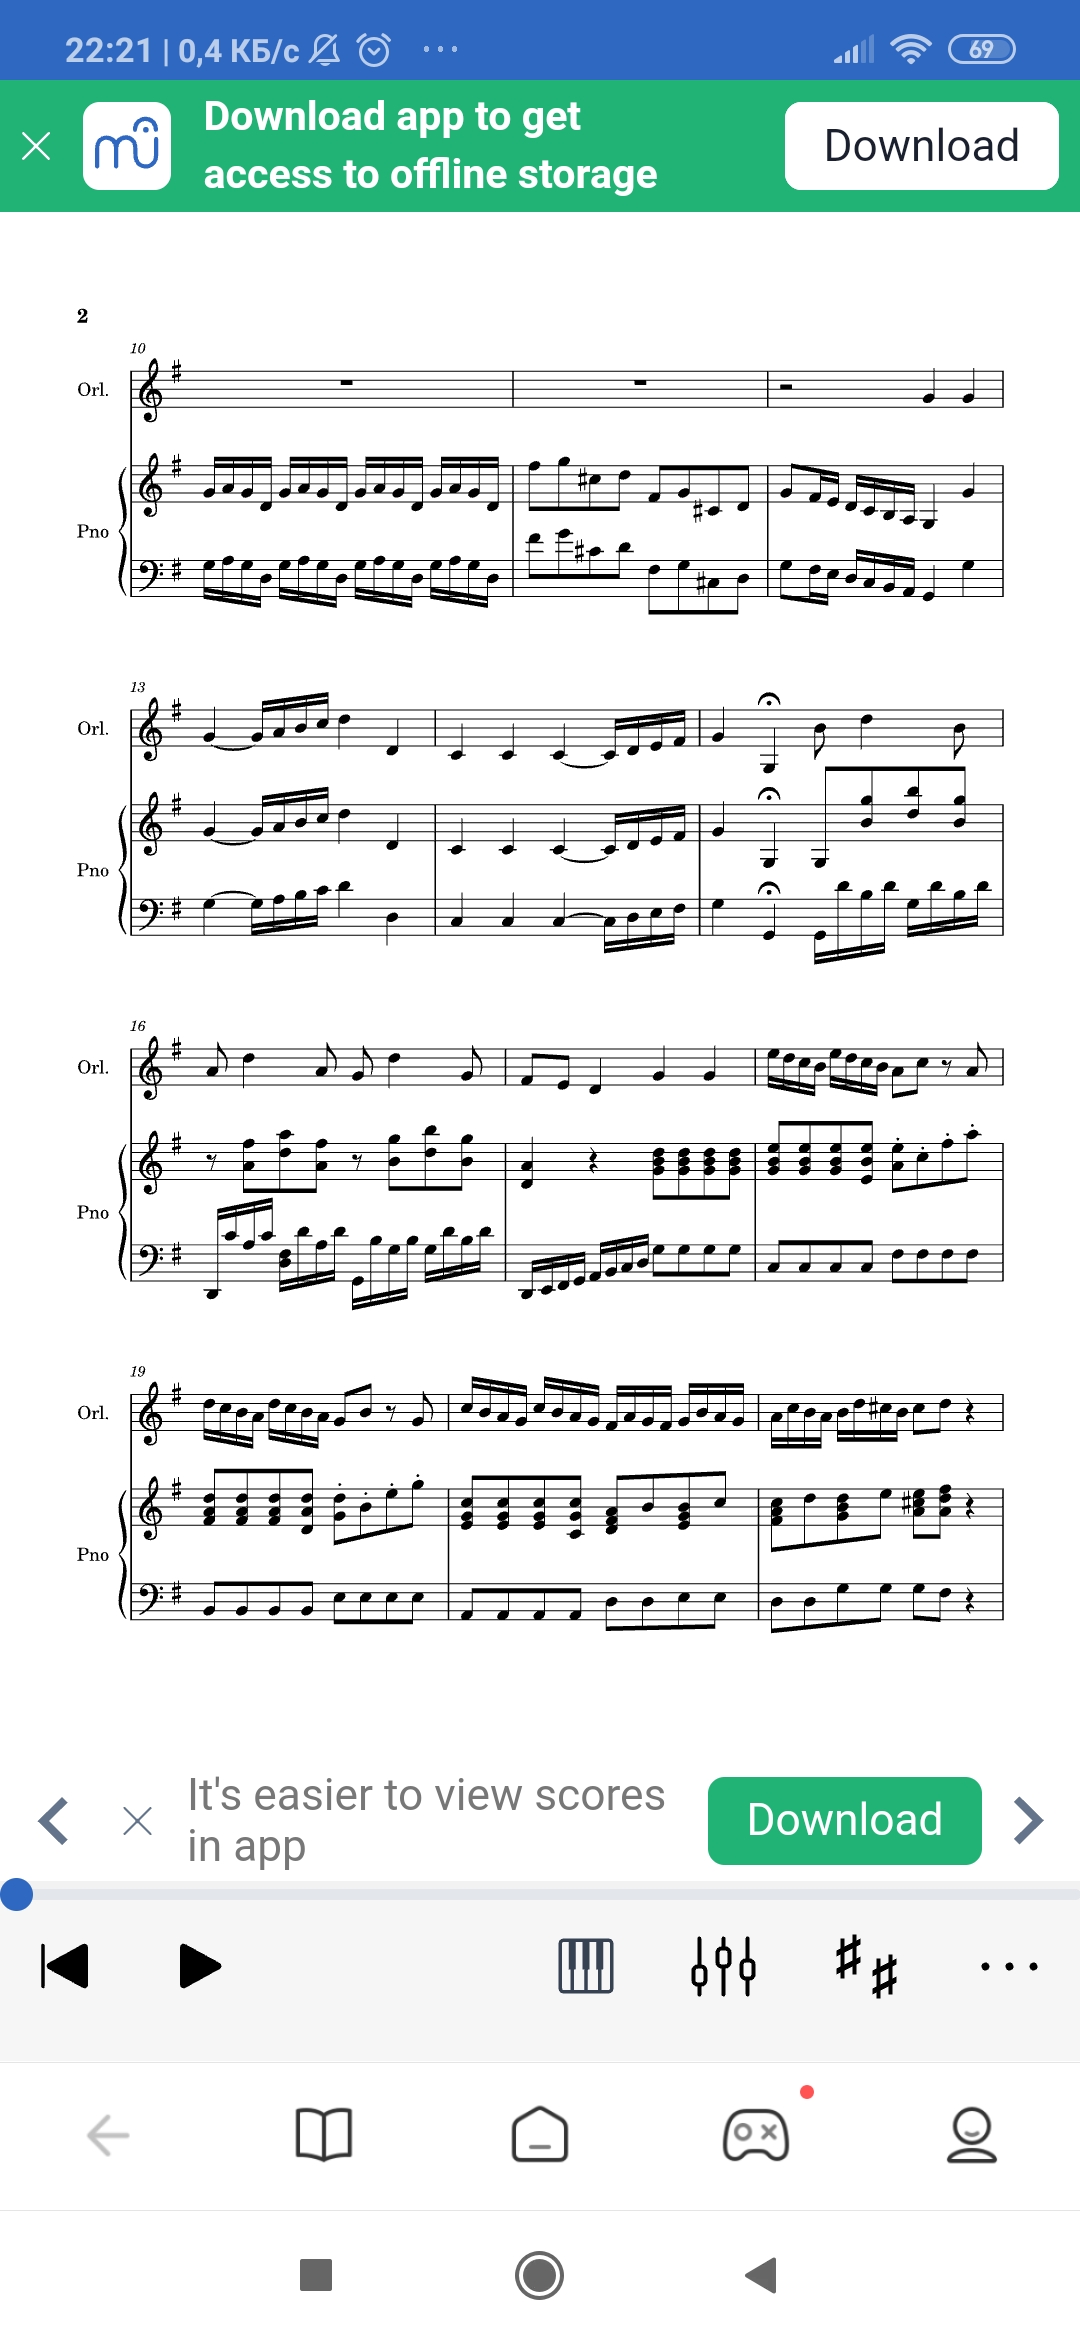 22:21 | 0,4 КБ/с
69
Download app to get
access to offline storage
Download
2
10
Orl.
Pno
13
Orl.
Pno
16
Orl.
Pno
19
Orl.
Pno
It's easier to view scores
in app
Download